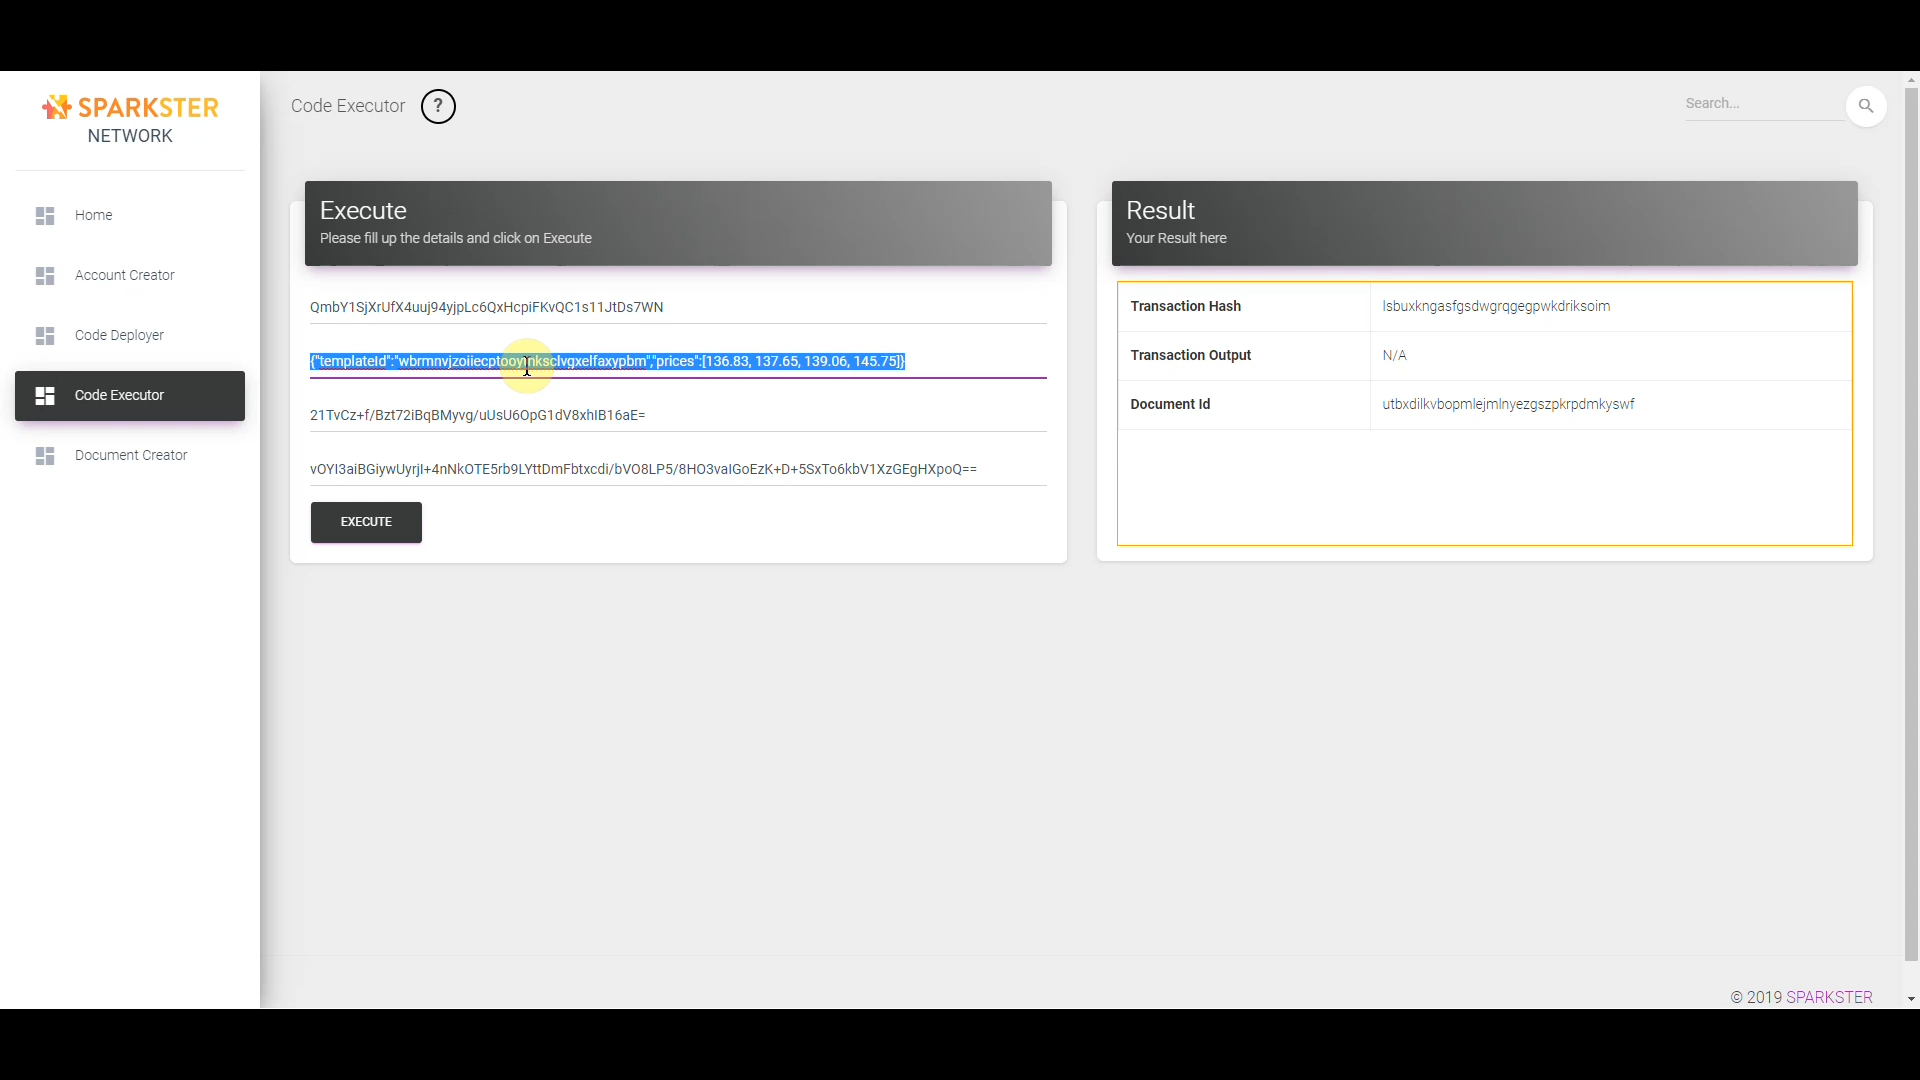 SPARKSTER
NETWORK
Home
Account Creator
Code Deployer
Code Executor
Document Creator
Code Executor ?
Search...
Execute
Please fill up the details and click on Execute
QmbY1SjXrUfX4uuj94yjpLc6QxHcpiFKvQC1s11JtDs7WN
{"templateId":"wbrmnvjzoiiecptooyjnksclvgxelfaxypbm","prices":[136.83, 137.65, 139.06, 145.75]}
21TvCz+f/Bzt72iBqBMyvg/uUsU6OpG1dV8xhIB16aE=
vOYI3aiBGiywUyrjI+4nNkOTE5rb9LYttDmFbtxcdi/bVO8LP5/8HO3valGoEzK+D+5SxTo6kbV1XzGEgHXpoQ==
EXECUTE
Result
Your Result here
Transaction Hash lsbuxkngasfgsdwgrqgegpwkdriksoim
Transaction Output N/A
Document Id utbxdilkvbopmlejmlnyezgszpkrpdmkyswf
© 2019 SPARKSTER